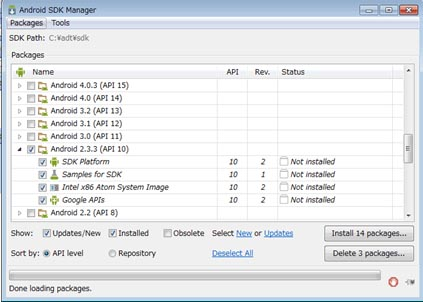 Android SDK Manager
Packages Tools
SDK Path: C:¥adt¥sdk
Packages
Name API Rev. Status
Android 4.0.3 (API 15)
Android 4.0 (API 14)
Android 3.2 (API 13)
Android 3.1 (API 12)
Android 3.0 (API 11)
Android 2.3.3 (API 10)
SDK Platform 10 2 Not installed
Samples for SDK 10 1 Not installed
Intel x86 Atom System Image 10 2 Not installed
Google APIs 10 2 Not installed
Android 2.2 (API 8)
Show: Updates/New Installed Obsolete Select New or Updates Install 14 packages...
Sort by: API level Repository Deselect All Delete 3 packages...
Done loading packages.